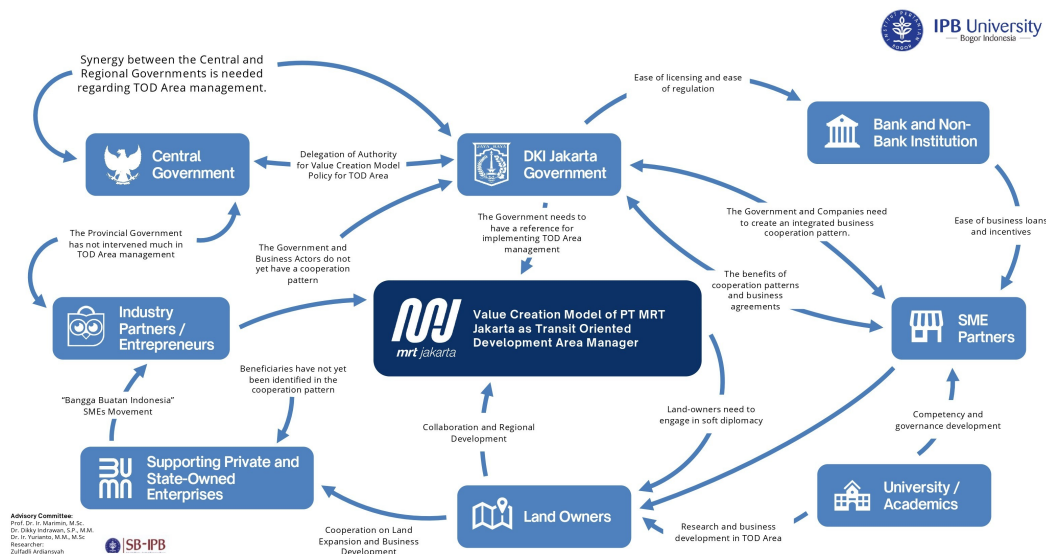 IPB University
Bogor Indonesia
INSTITUT PERTANIAN
BOGOR
Synergy between the Central and
Regional Governments is needed
regarding TOD Area management.
Ease of licensing and ease
of regulation
Central
Government
Delegation of Authority
for Value Creation Model
Policy for TOD Area
JAYA RAYA
DKI Jakarta
Government
Bank and Non-
Bank Institution
The Provincial Government
has not intervened much in
TOD Area management
The Government and
Business Actors do not
yet have a cooperation
pattern
The Government needs to
have a reference for
implementing TOD Area
management
The Government and Companies need
to create an integrated business
cooperation pattern.
Ease of business loans
and incentives
The benefits of
cooperation patterns
and business
agreements
Industry
Partners /
Entrepreneurs
mrt jakarta
Value Creation Model of PT MRT
Jakarta as Transit Oriented
Development Area Manager
SME
Partners
Beneficiaries have not yet
been identified in the
cooperation pattern
“Bangga Buatan Indonesia”
SMEs Movement
Collaboration and Regional
Development
Land-owners need to
engage in soft diplomacy
Competency and
governance development
BUMN
Supporting Private and
State-Owned
Enterprises
Land Owners
University /
Academics
Cooperation on Land
Expansion and Business
Development
Research and business
development in TOD Area
Advisory Committee:
Prof. Dr. Ir. Marimin, M.Sc.
Dr. Dikky Indrawan, S.P., M.M.
Dr. Ir. Yurianto, M.M., M.Sc
Researcher:
Zulfadli Ardiansyah
SB-IPB